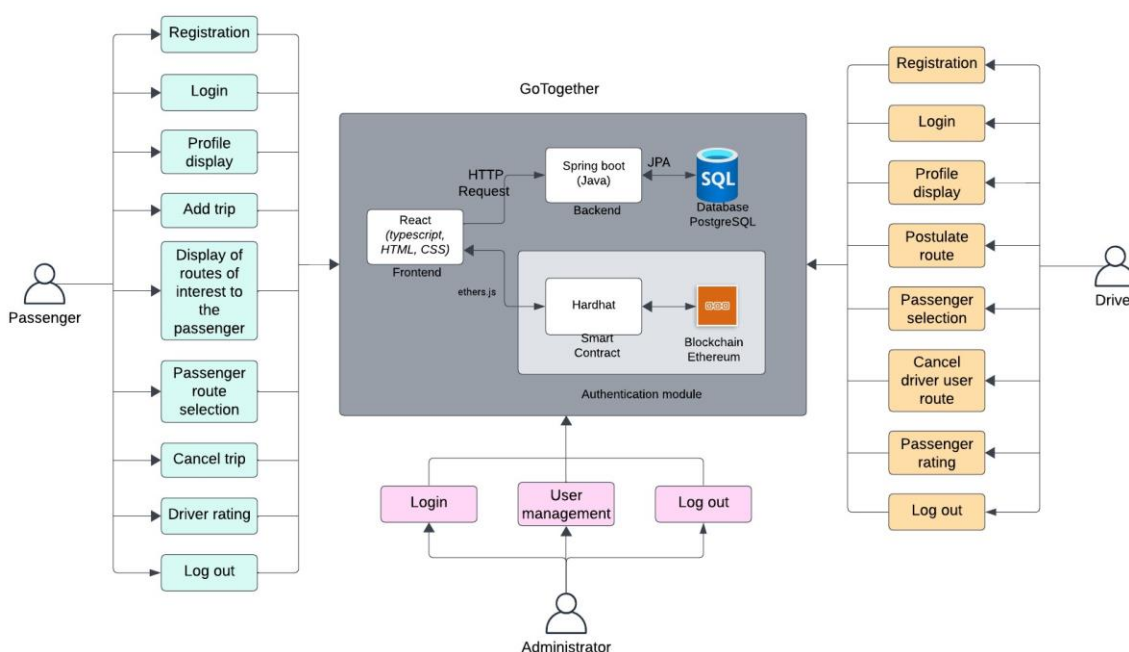 Registration
Login
Profile
display
Add trip
Display of
routes of
interest to
the
passenger
Passenger
route
selection
Cancel trip
Driver rating
Log out
Passenger
GoTogether
React
(typescript,
HTML, CSS)
Frontend
HTTP
Request
Spring boot
(Java)
Backend
JPA
SQL
Database
PostgreSQL
ethers.js
Hardhat
Smart
Contract
Blockchain
Ethereum
Authentication module
Login
User
management
Log out
Administrator
Registration
Login
Profile
display
Postulate
route
Passenger
selection
Cancel
driver user
route
Passenger
rating
Log out
Drive